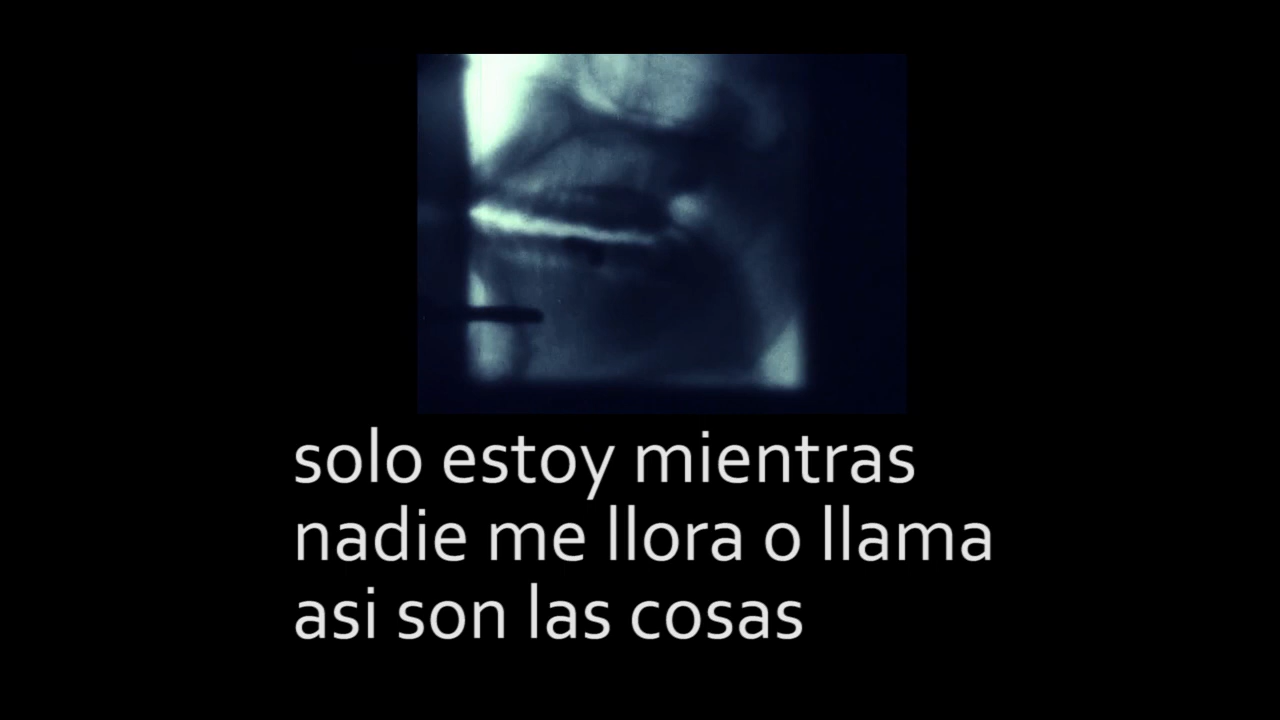 solo estoy mientras
nadie me llora o llama
asi son las cosas